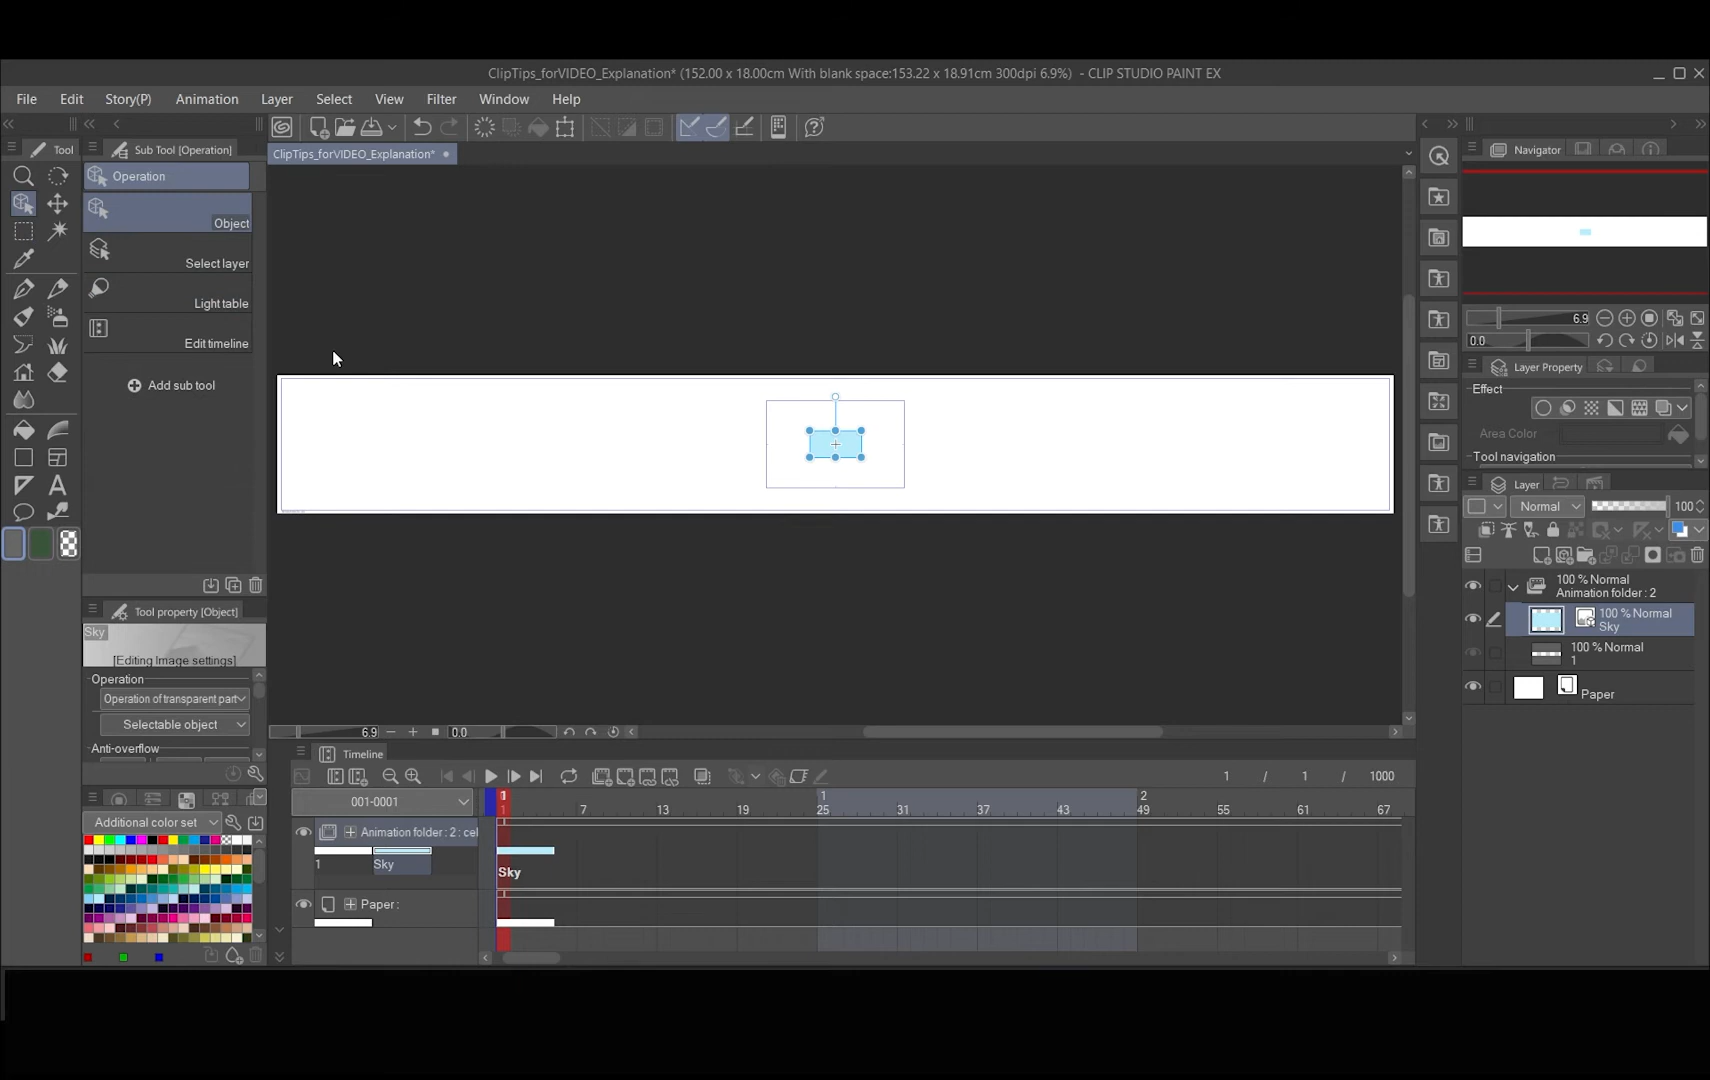 ClipTips_forVIDEO_Explanation* (152.00 x 18.00cm With blank space:153.22 x 18.91cm 300dpi 6.9%)  - CLIP STUDIO PAINT EX
File Edit Story(P) Animation Layer Select View Filter Window Help
Tool
Sub Tool [Operation]
ClipTips_forVIDEO_Explanation*
Navigator
Operation
Object
Select layer
Light table
Edit timeline
Add sub tool
6.9
0.0
Layer Property
Effect
Area Color
Tool navigation
Layer
Normal 100
100 % Normal
Animation folder : 2
100 % Normal
Sky
100 % Normal
1
Paper
Tool property [Object]
Sky
[Editing Image settings]
Operation
Operation of transparent part
Selectable object
Anti-overflow
6.9 0.0
Timeline
1 / 1 / 1000
001-0001
1 1 2
1 7 13 19 25 31 37 43 49 55 61 67
Animation folder : 2 : cel
1 Sky
Sky
Paper :
Additional color set